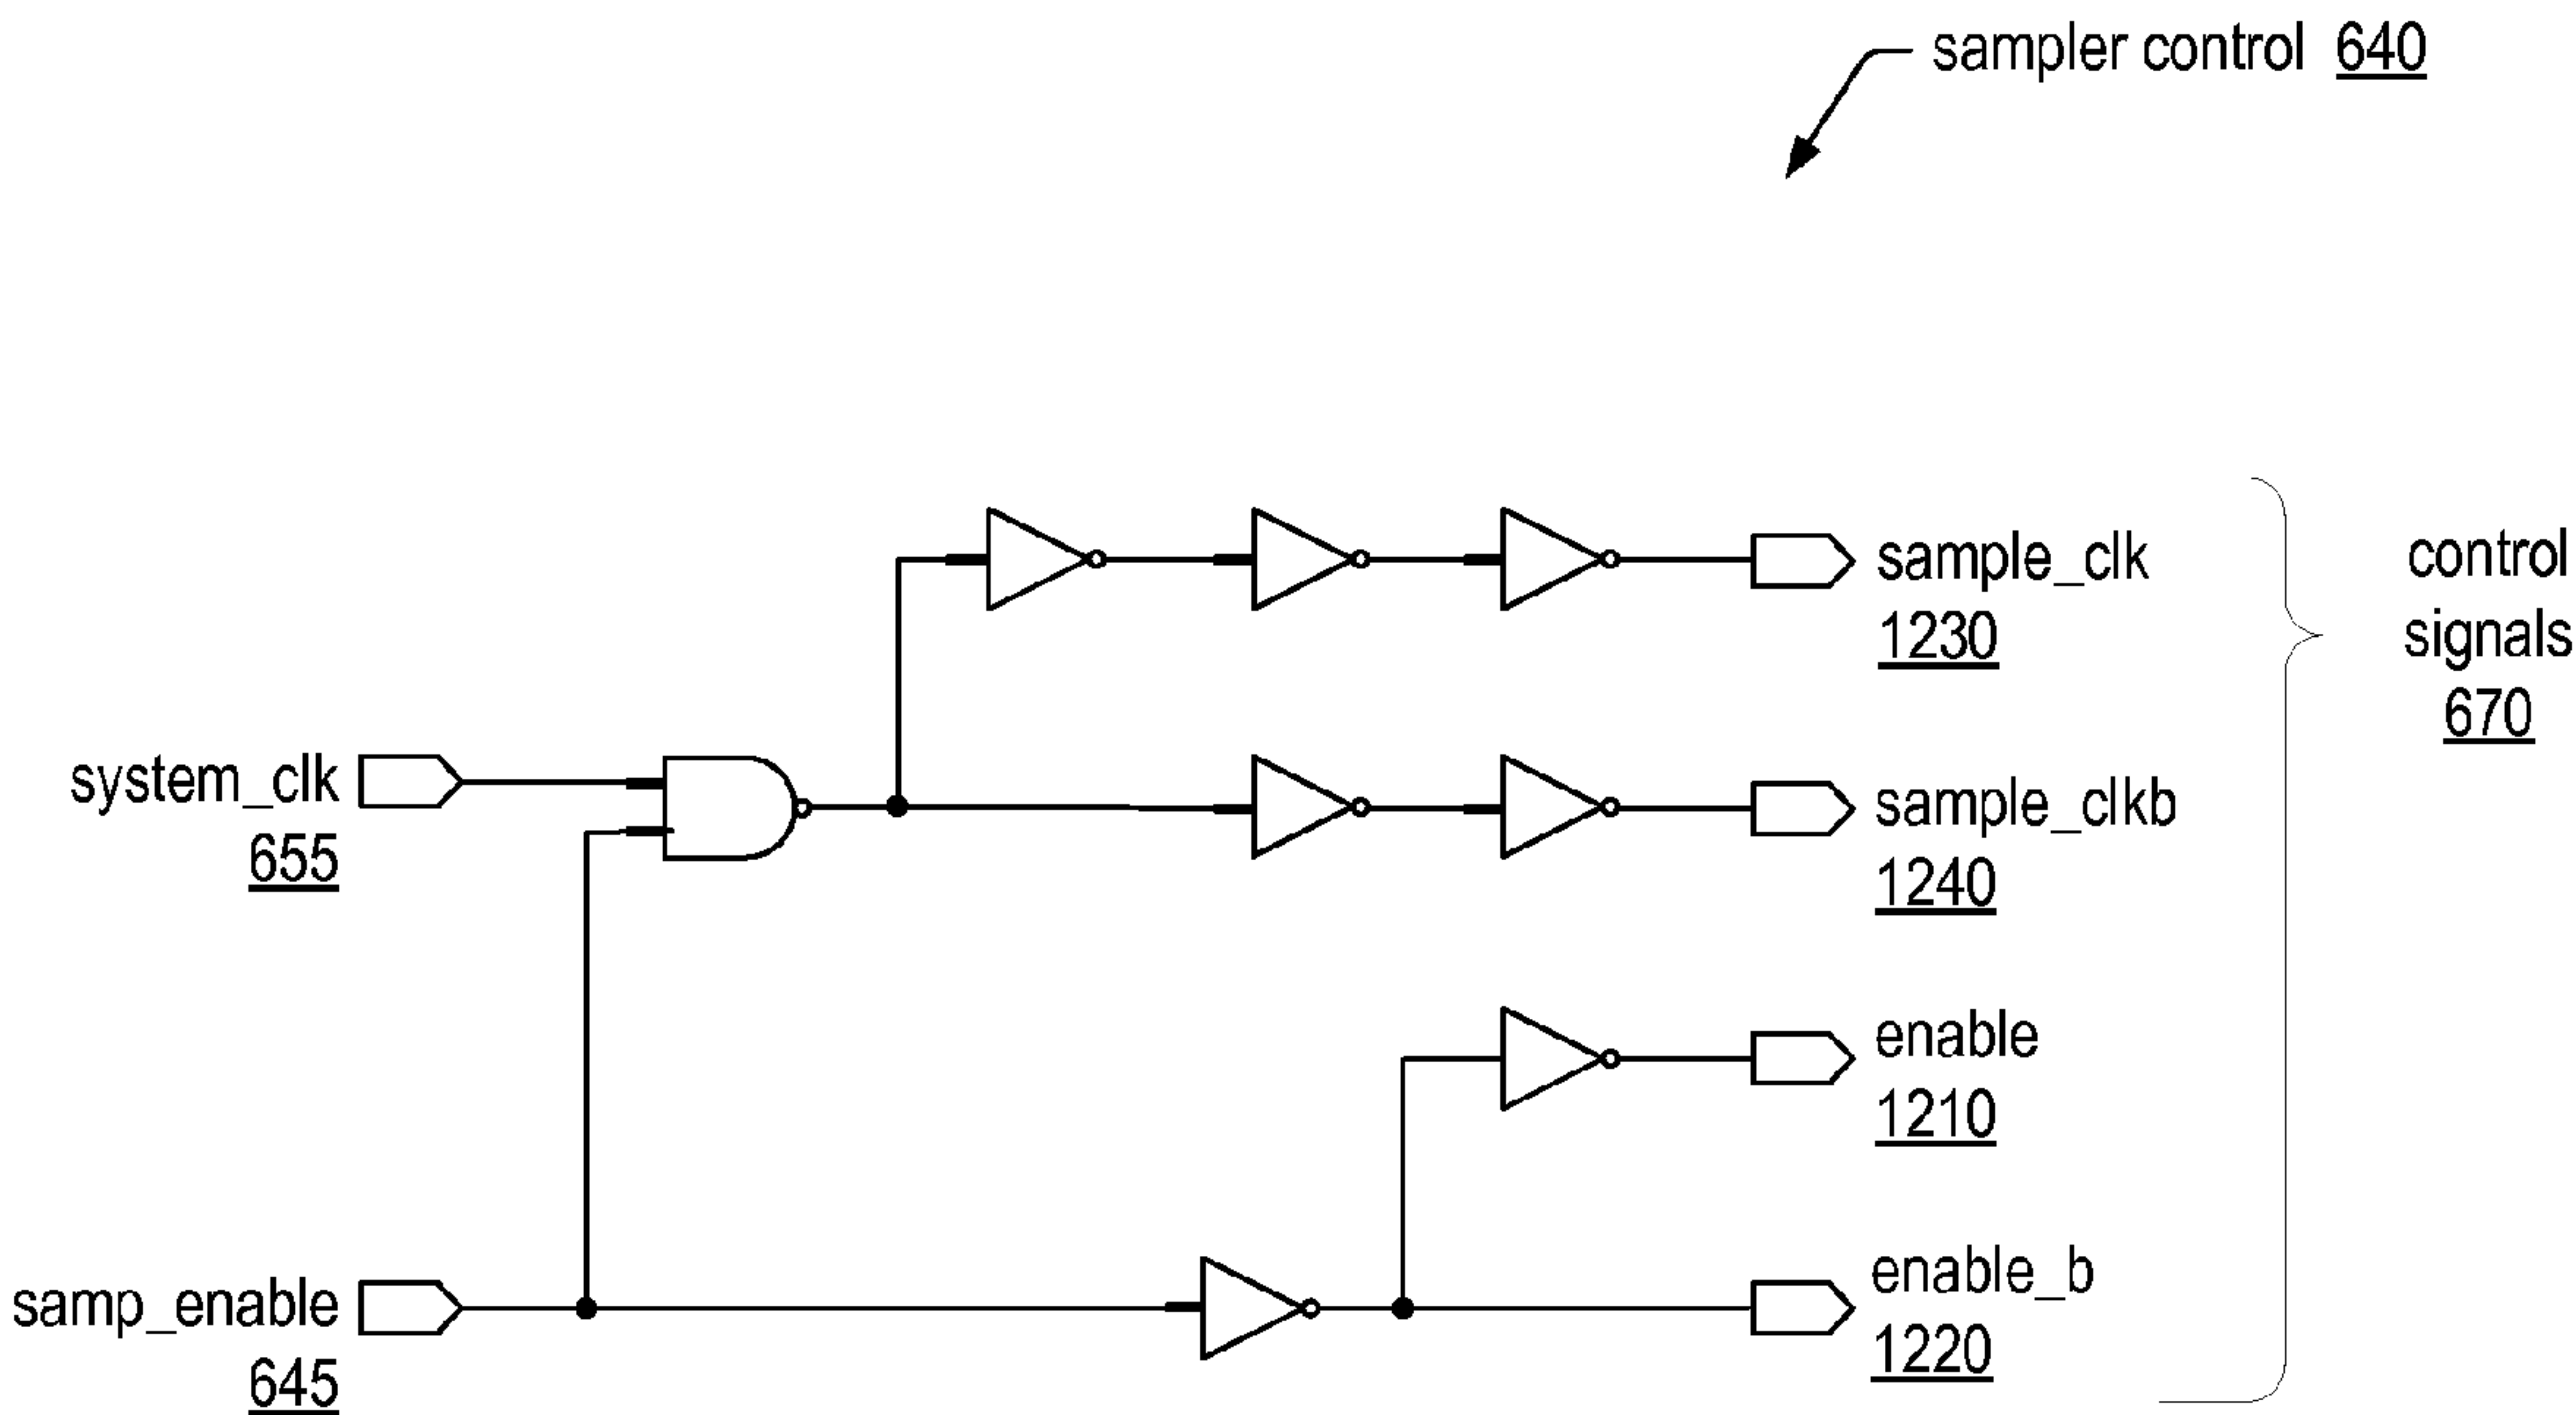 sampler control 640
sample_clk
1230
control
signals
670
system_clk
655
sample_clkb
1240
enable
1210
samp_enable
645
enable_b
1220